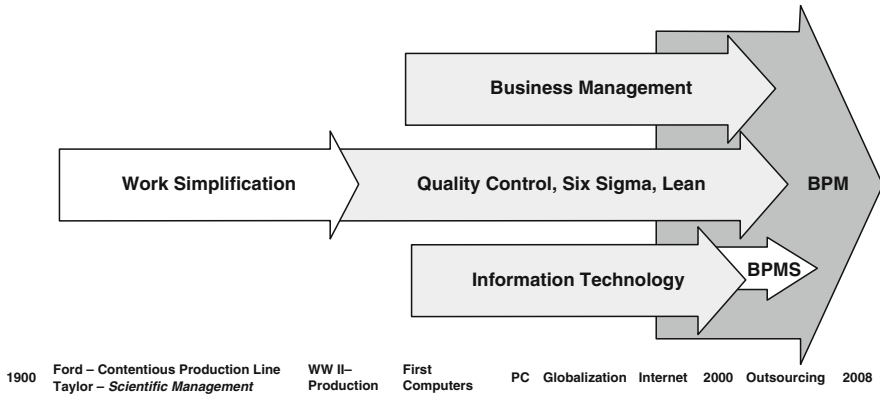 Business Management
Work Simplification
Quality Control, Six Sigma, Lean
BPM
BPMS
Information Technology
1900 Ford – Contentious Production Line WW II– First PC Globalization Internet 2000 Outsourcing 2008
Taylor – Scientific Management Production Computers